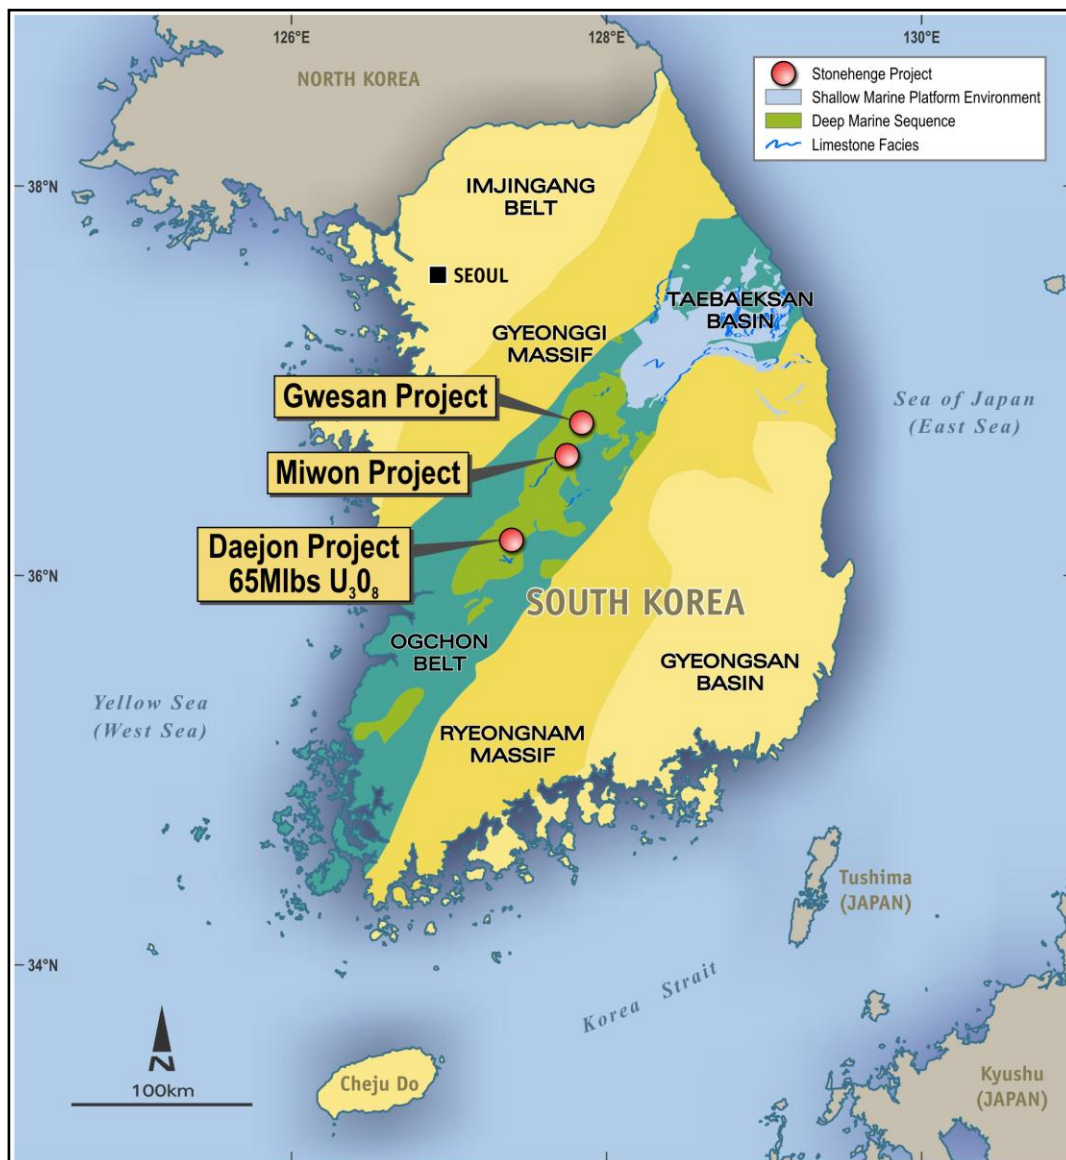 126°E
128°E
130°E
NORTH KOREA
Stonehenge Project
Shallow Marine Platform Environment
Deep Marine Sequence
Limestone Facies
38°N
IMJINGANG
BELT
SEOUL
TAEBAEKSAN
BASIN
GYEONGGI
MASSIF
Gwesan Project
Sea of Japan
(East Sea)
Miwon Project
Daejon Project
65Mlbs U₃0₈
36°N
SOUTH KOREA
OGCHON
BELT
GYEONGSAN
BASIN
Yellow Sea
(West Sea)
RYEONGNAM
MASSIF
Tushima
(JAPAN)
34°N
Korea Strait
N
100km
Cheju Do
Kyushu
(JAPAN)